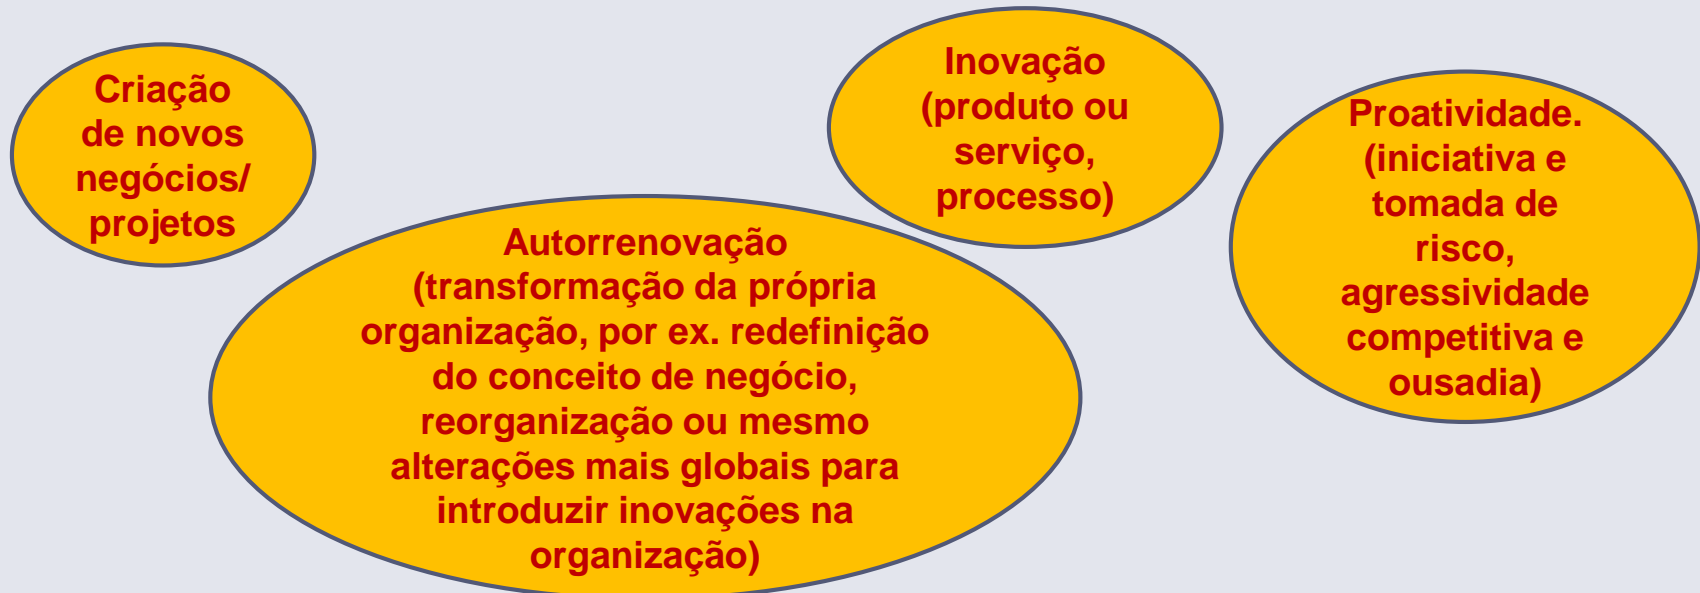 Criação
de novos
negócios/
projetos
Autorrenovação
(transformação da própria
organização, por ex. redefinição
do conceito de negócio,
reorganização ou mesmo
alterações mais globais para
introduzir inovações na
organização)
Inovação
(produto ou
serviço,
processo)
Proatividade.
(iniciativa e
tomada de
risco,
agressividade
competitiva e
ousadia)